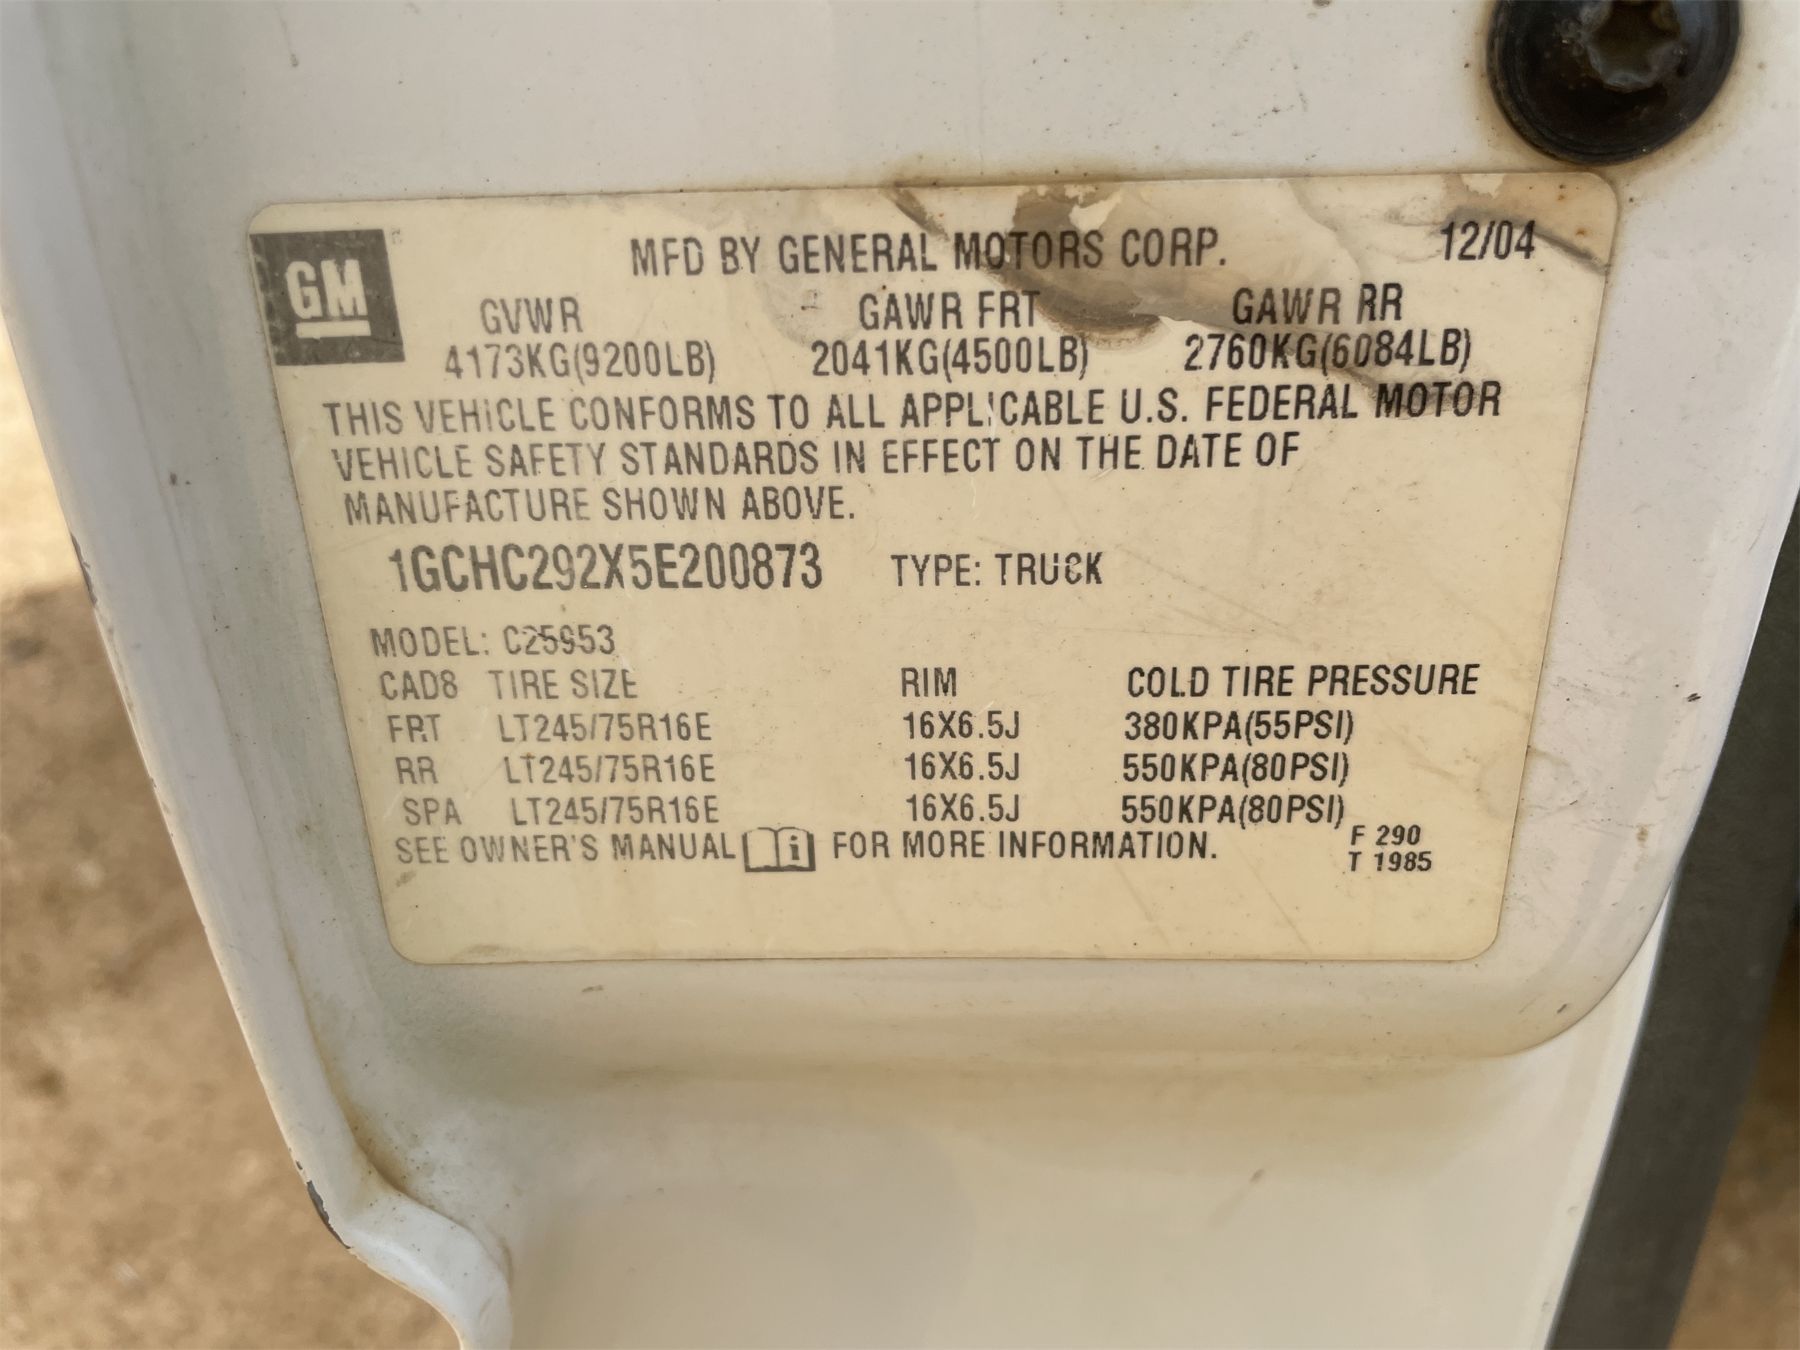 GM
MFD BY GENERAL MOTORS CORP. 12/04
GVWR GAWR FRT GAWR RR
4173KG(9200LB) 2041KG(4500LB) 2760KG(6084LB)
THIS VEHICLE CONFORMS TO ALL APPLICABLE U.S. FEDERAL MOTOR
VEHICLE SAFETY STANDARDS IN EFFECT ON THE DATE OF
MANUFACTURE SHOWN ABOVE.
1GCHC292X5E200873 TYPE: TRUCK
MODEL: C25953
CAD8 TIRE SIZE RIM COLD TIRE PRESSURE
FRT LT245/75R16E 16X6.5J 380KPA(55PSI)
RR LT245/75R16E 16X6.5J 550KPA(80PSI)
SPA LT245/75R16E 16X6.5J 550KPA(80PSI)
SEE OWNER'S MANUAL i FOR MORE INFORMATION.
F 290
T 1985